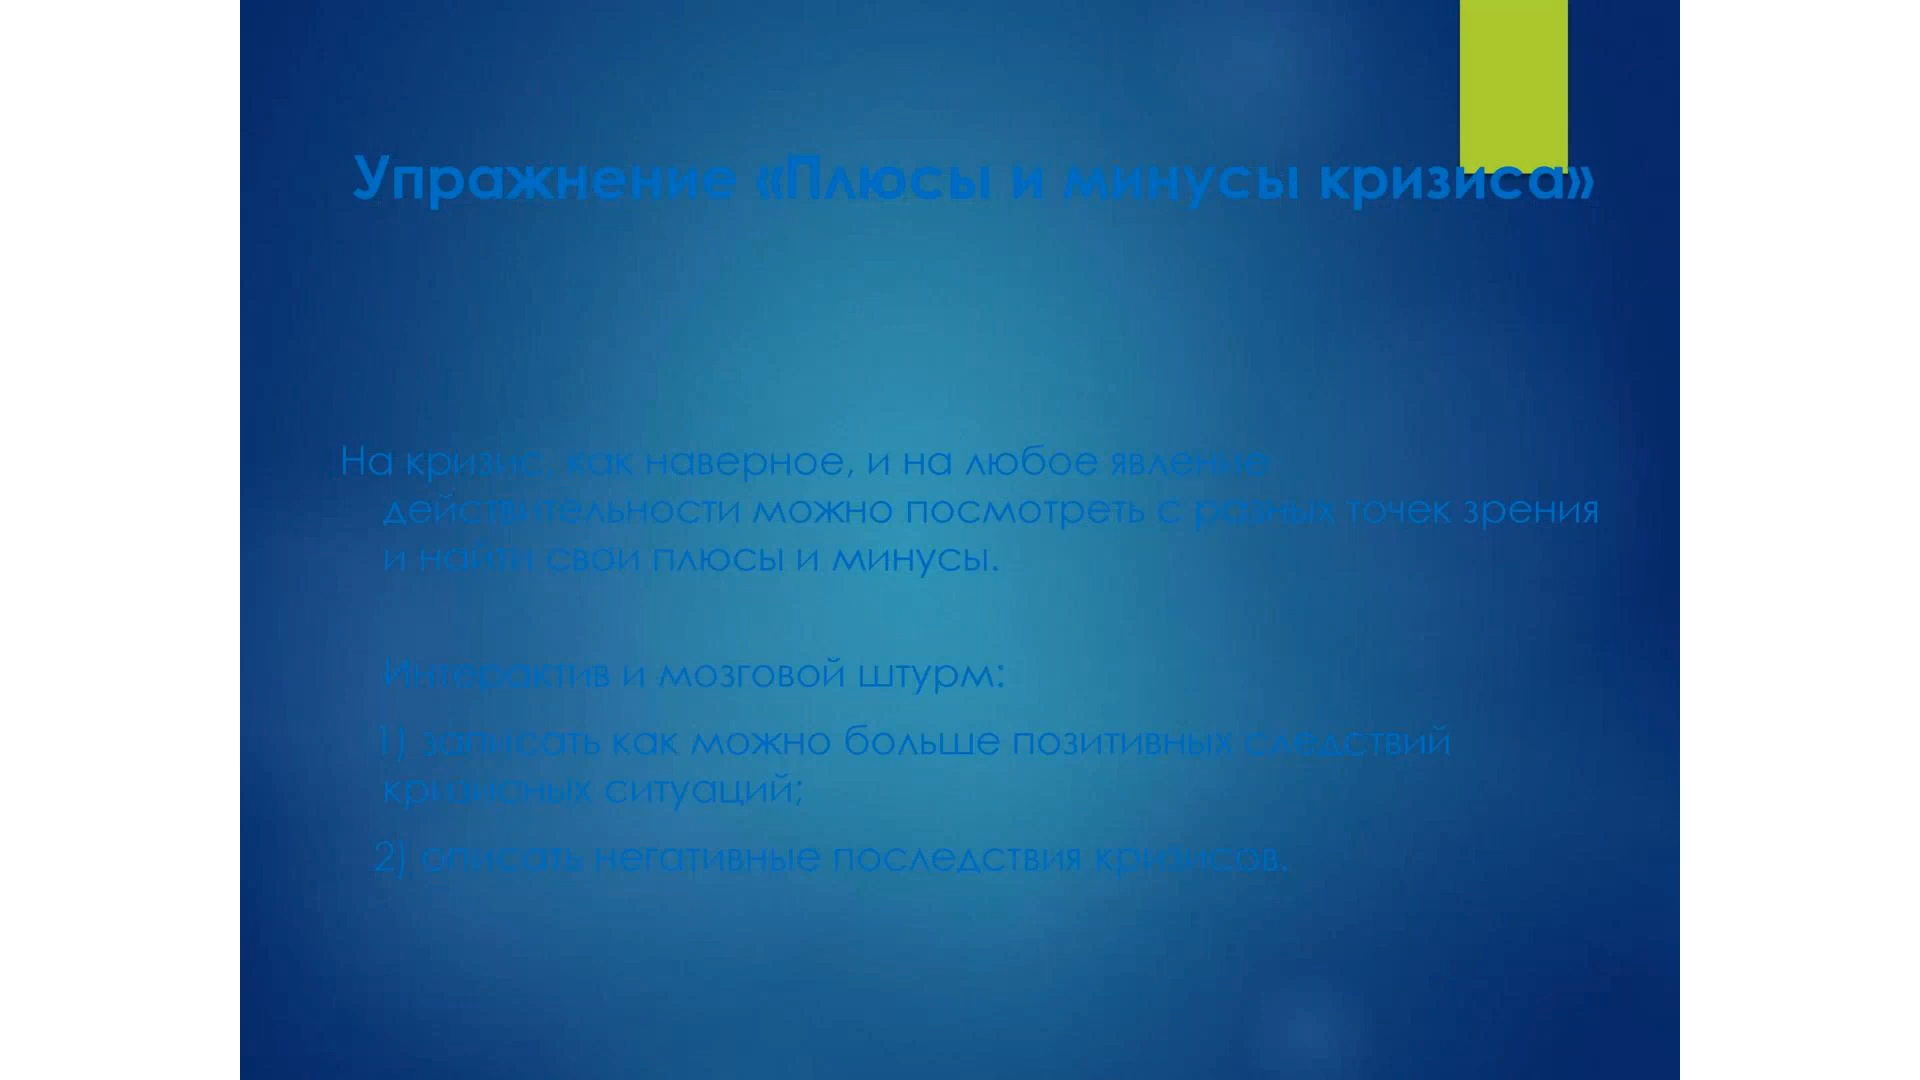 Упражнение «Плюсы и минусы кризиса»
На кризис, как наверное, и на любое явление
действительности можно посмотреть с разных точек зрения
и найти свои плюсы и минусы.
Интерактив и мозговой штурм:
1) записать как можно больше позитивных следствий
кризисных ситуаций;
2) описать негативные последствия кризисов.